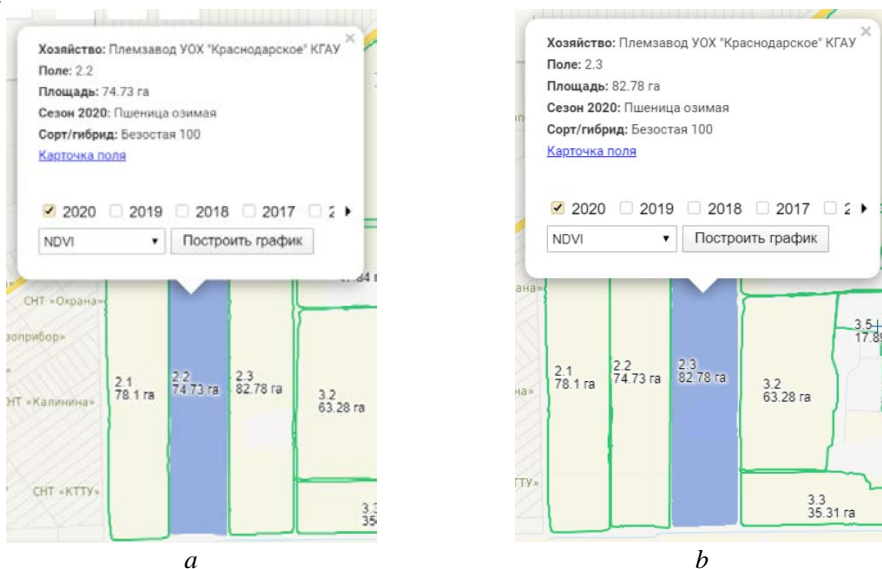 Хозяйство: Племзавод УОХ "Краснодарское" КГАУ
Поле: 2.2
Площадь: 74.73 га
Сезон 2020: Пшеница озимая
Сорт/гибрид: Безостая 100
Карточка поля
2020 2019 2018 2017
NDVI Построить график
СНТ «Охрана»
2.1
78.1 га
2.2
74.73 га
2.3
82.78 га
3.2
63.28 га
СНТ «КТТУ»
a
Хозяйство: Племзавод УОХ "Краснодарское" КГАУ
Поле: 2.3
Площадь: 82.78 га
Сезон 2020: Пшеница озимая
Сорт/гибрид: Безостая 100
Карточка поля
2020 2019 2018 2017
NDVI Построить график
2.1
78.1 га
2.2
74.73 га
2.3
82.78 га
3.2
63.28 га
3.5
3.3
35.31 га
b